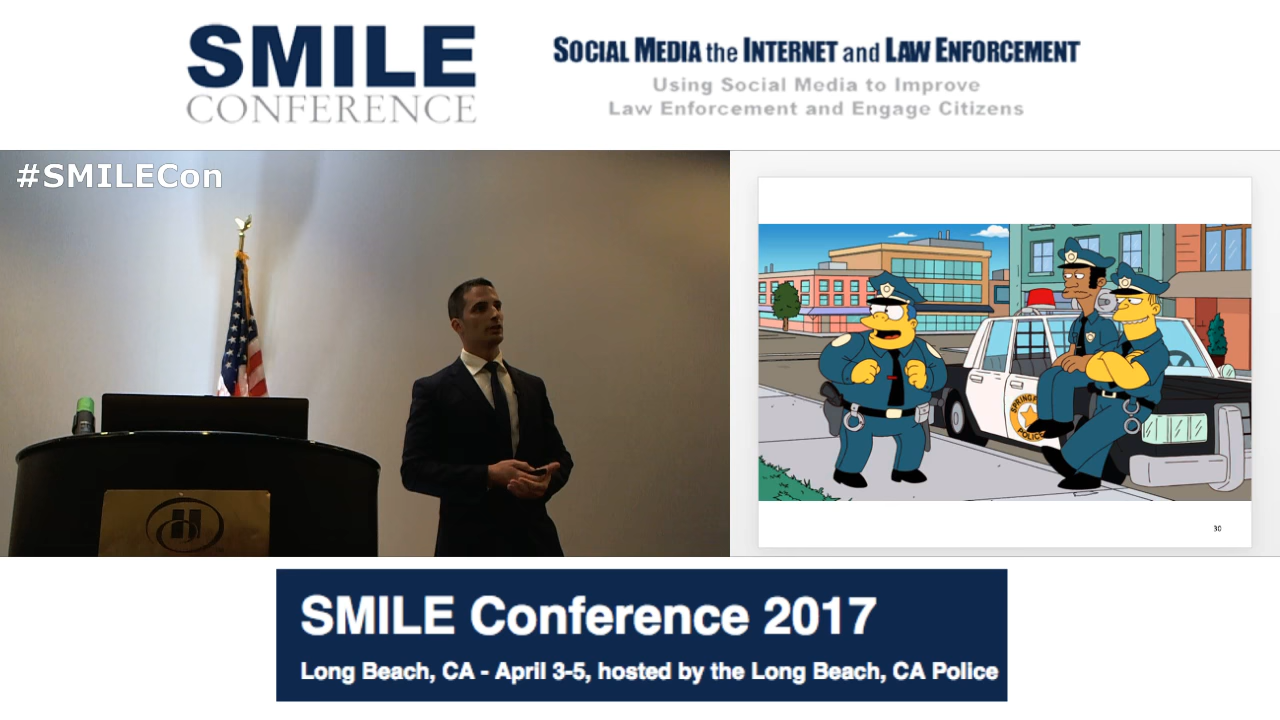 SMILE
CONFERENCE
SOCIAL MEDIA the INTERNET and LAW ENFORCEMENT
Using Social Media to Improve
Law Enforcement and Engage Citizens
#SMILECon
POLICE
30
SMILE Conference 2017
Long Beach, CA - April 3-5, hosted by the Long Beach, CA Police